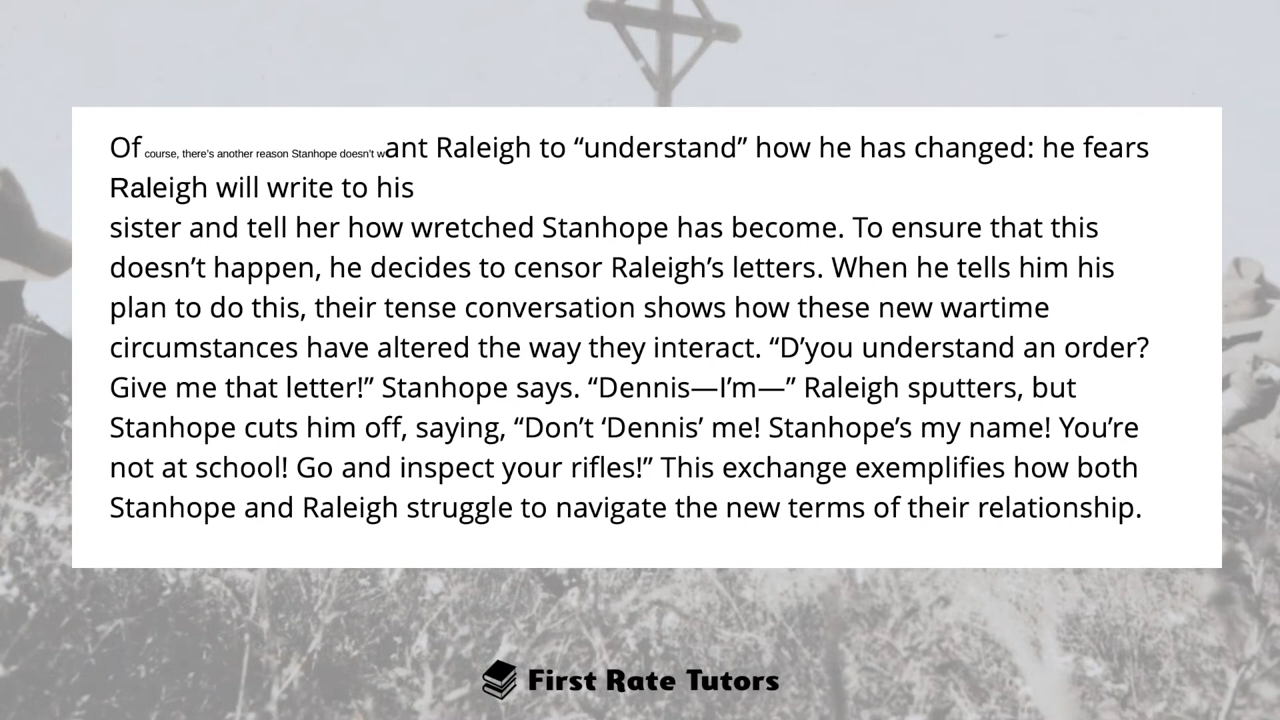 Of course, there's another reason Stanhope doesn't want Raleigh to “understand” how he has changed: he fears
Raleigh will write to his
sister and tell her how wretched Stanhope has become. To ensure that this
doesn’t happen, he decides to censor Raleigh’s letters. When he tells him his
plan to do this, their tense conversation shows how these new wartime
circumstances have altered the way they interact. “D’you understand an order?
Give me that letter!” Stanhope says. “Dennis—I’m—” Raleigh sputters, but
Stanhope cuts him off, saying, “Don’t ‘Dennis’ me! Stanhope’s my name! You’re
not at school! Go and inspect your rifles!” This exchange exemplifies how both
Stanhope and Raleigh struggle to navigate the new terms of their relationship.
First Rate Tutors